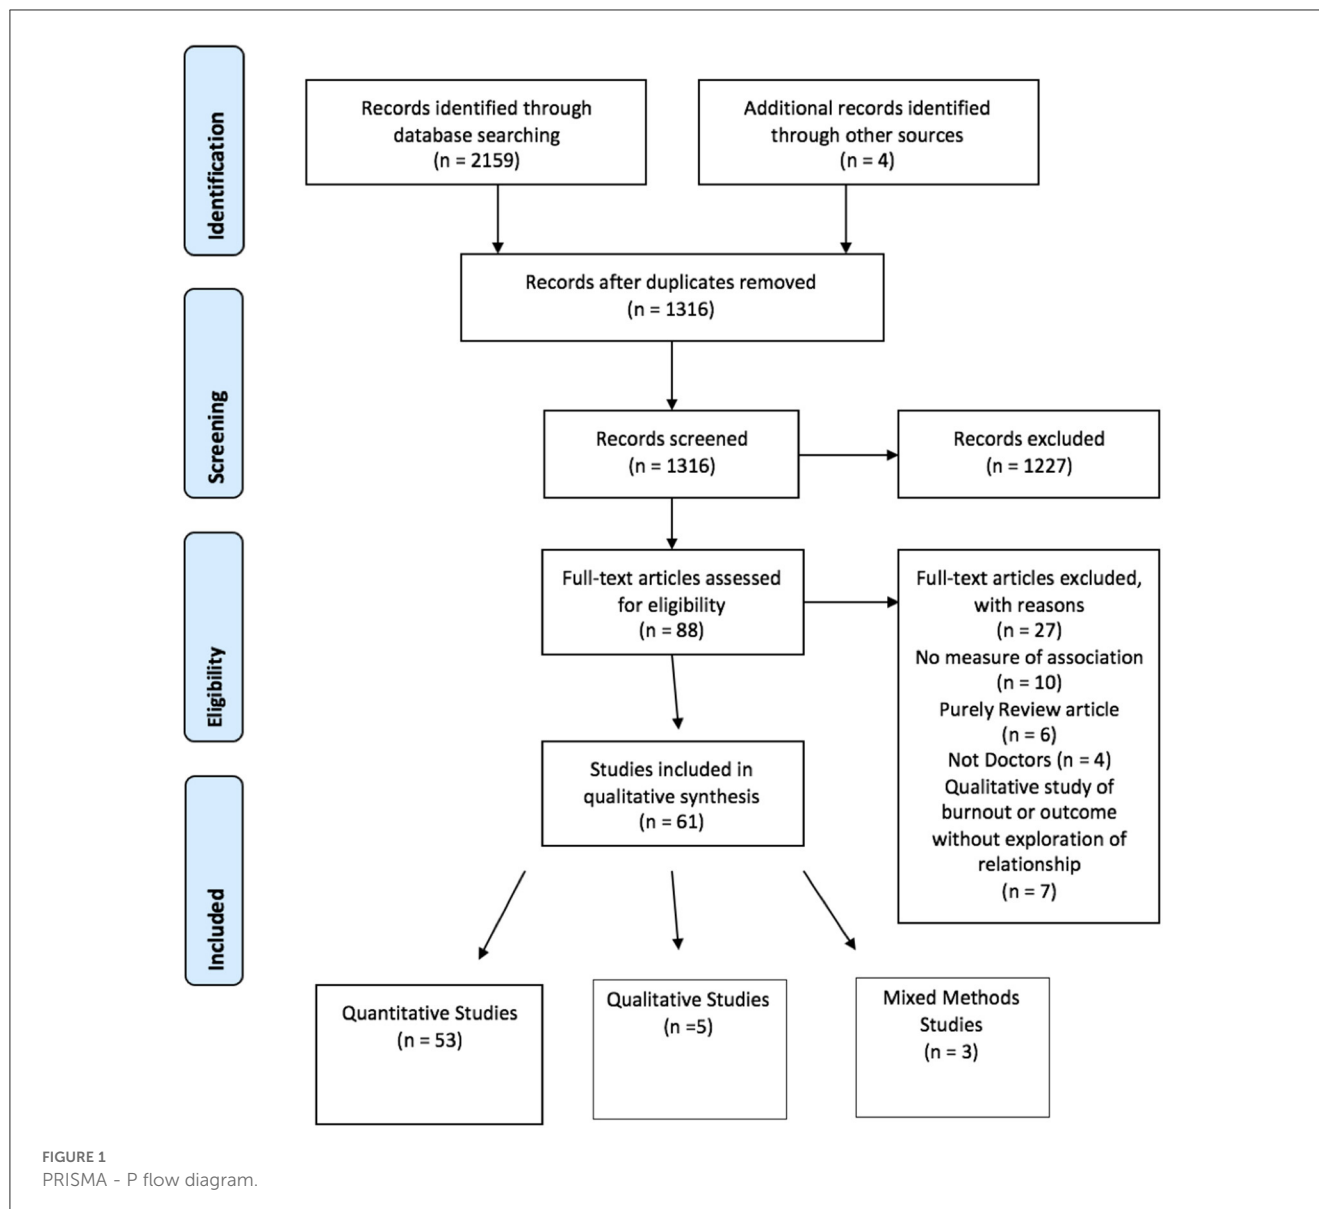 Identification
Records identified through
database searching
(n = 2159)
Additional records identified
through other sources
(n = 4)
Records after duplicates removed
(n = 1316)
Screening
Records screened
(n = 1316)
Records excluded
(n = 1227)
Eligibility
Full-text articles assessed
for eligibility
(n = 88)
Full-text articles excluded,
with reasons
(n = 27)
No measure of association
(n = 10)
Purely Review article
(n = 6)
Not Doctors (n = 4)
Qualitative study of
burnout or outcome
without exploration of
relationship
(n = 7)
Studies included in
qualitative synthesis
(n = 61)
Included
Quantitative Studies
(n = 53)
Qualitative Studies
(n =5)
Mixed Methods
Studies
(n = 3)
FIGURE 1
PRISMA - P flow diagram.